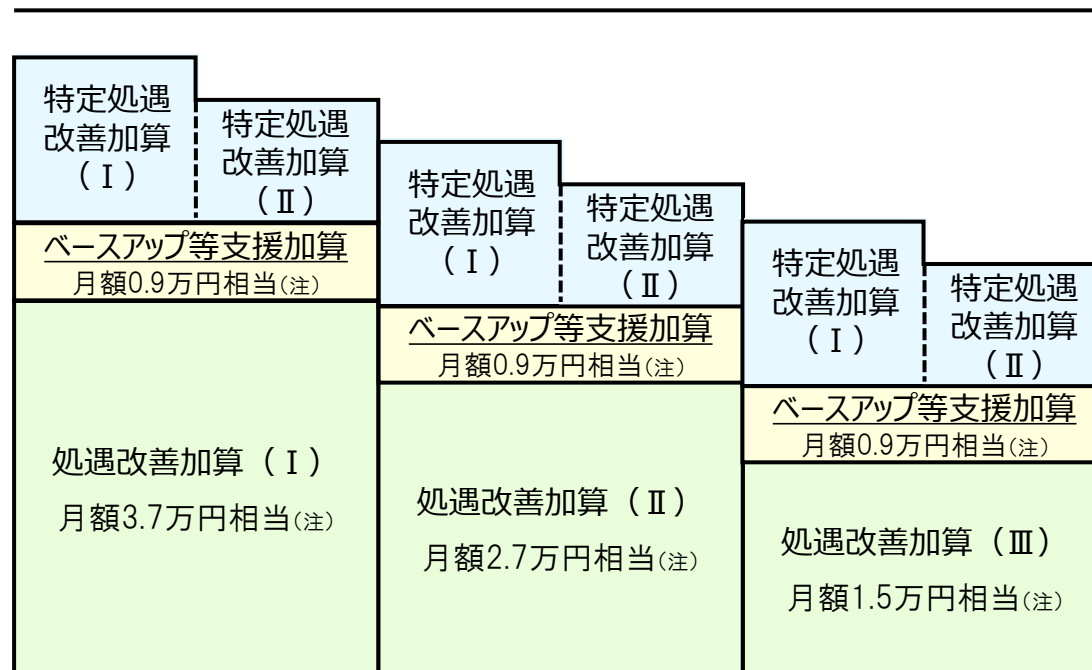 特定処遇
改善加算
（Ⅰ）
特定処遇
改善加算
（Ⅱ）
ベースアップ等支援加算
月額0.9万円相当(注)
処遇改善加算（Ⅰ）
月額3.7万円相当(注)
特定処遇
改善加算
（Ⅰ）
特定処遇
改善加算
（Ⅱ）
ベースアップ等支援加算
月額0.9万円相当(注)
処遇改善加算（Ⅱ）
月額2.7万円相当(注)
特定処遇
改善加算
（Ⅰ）
特定処遇
改善加算
（Ⅱ）
ベースアップ等支援加算
月額0.9万円相当(注)
処遇改善加算（Ⅲ）
月額1.5万円相当(注)